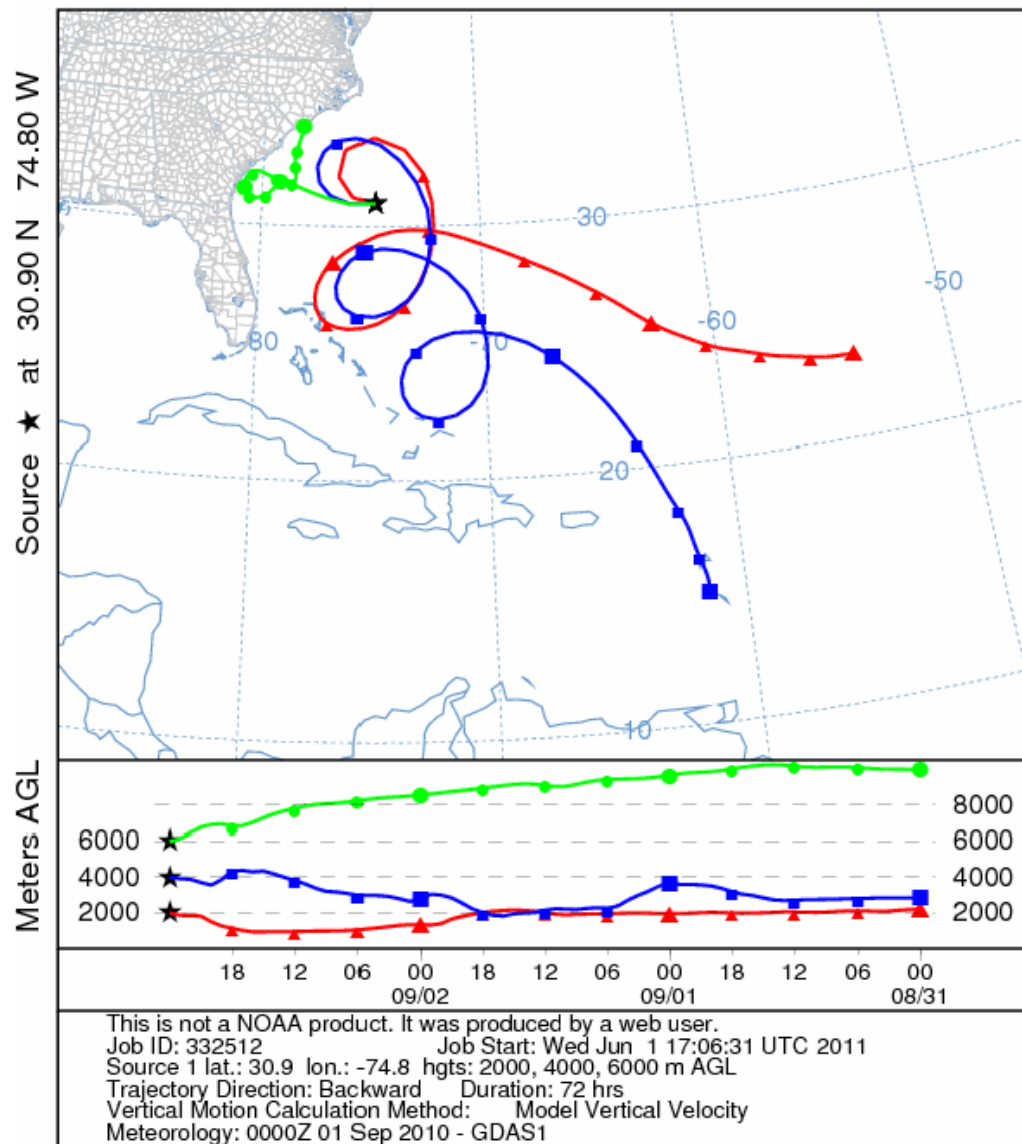 Source ★ at 30.90 N 74.80 W
30
-50
-60
80
-70
20
10
Meters AGL
8000
6000 6000
4000 4000
2000 2000
18 12 06 00 18 12 06 00 18 12 06 00
09/02 09/01 08/31
This is not a NOAA product. It was produced by a web user.
Job ID: 332512 Job Start: Wed Jun 1 17:06:31 UTC 2011
Source 1 lat.: 30.9 lon.: -74.8 hgts: 2000, 4000, 6000 m AGL
Trajectory Direction: Backward Duration: 72 hrs
Vertical Motion Calculation Method: Model Vertical Velocity
Meteorology: 0000Z 01 Sep 2010 - GDAS1